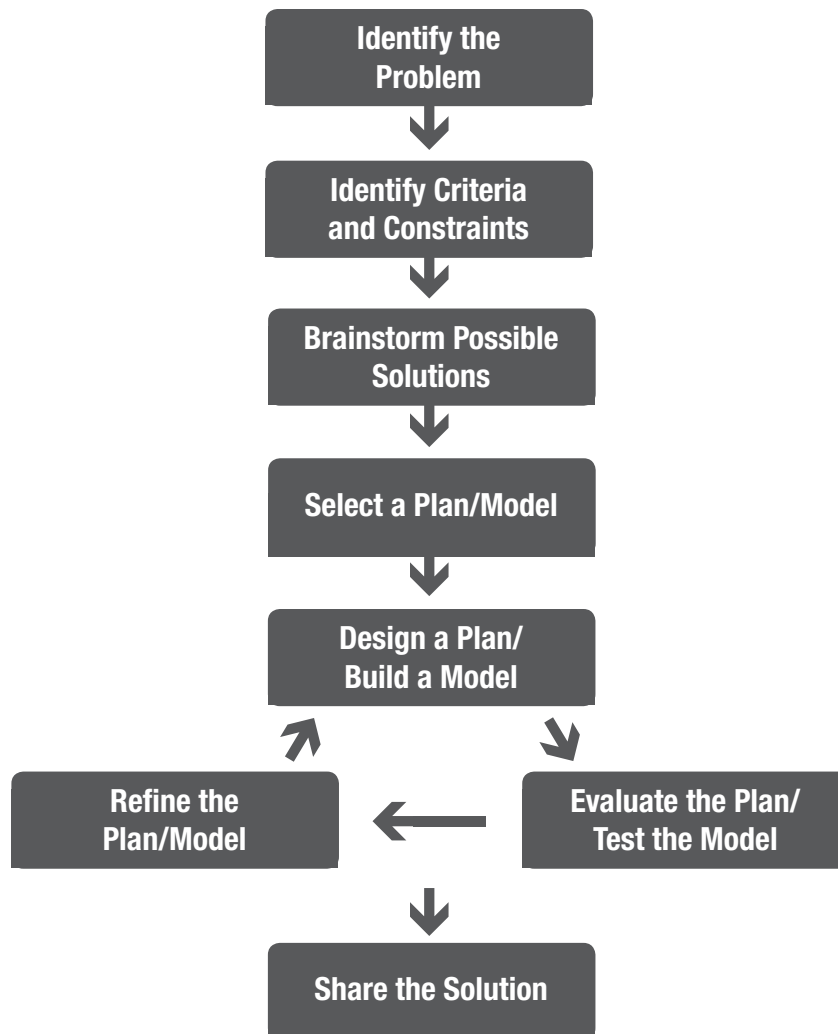 Identify the
Problem
Identify Criteria
and Constraints
Brainstorm Possible
Solutions
Select a Plan/Model
Design a Plan/
Build a Model
Refine the
Plan/Model
Evaluate the Plan/
Test the Model
Share the Solution